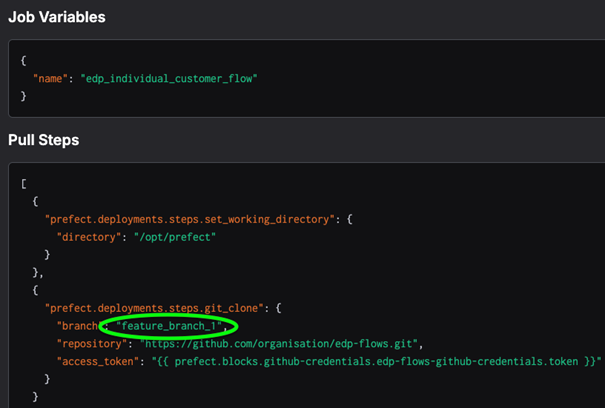 Job Variables
{
"name": "edp_individual_customer_flow"
}
Pull Steps
[
{
"prefect.deployments.steps.set_working_directory": {
"directory": "/opt/prefect"
}
},
{
"prefect.deployments.steps.git_clone": {
"branch": "feature_branch_1",
"repository": "https://github.com/organisation/edp-flows.git",
"access_token": "{{ prefect.blocks.github-credentials.edp-flows-github-credentials.token }}"
}
}